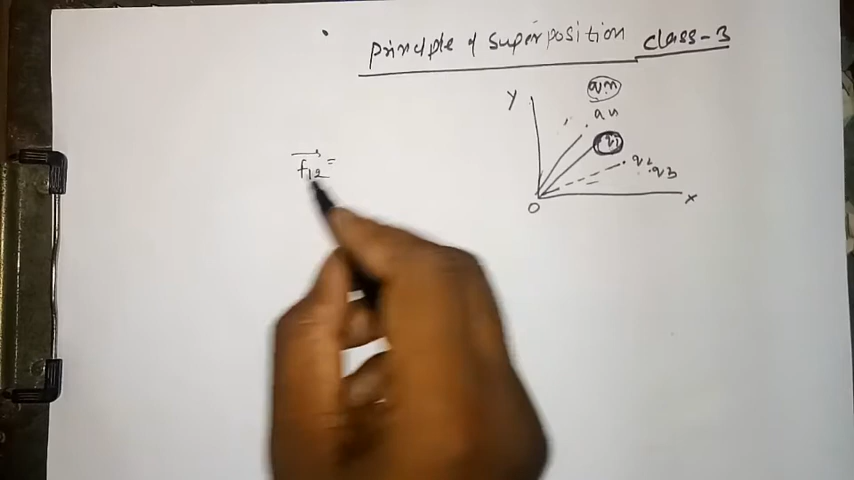 principle of superposition class-3
Y
qn
q1
q2
q3
O
x
f12 =